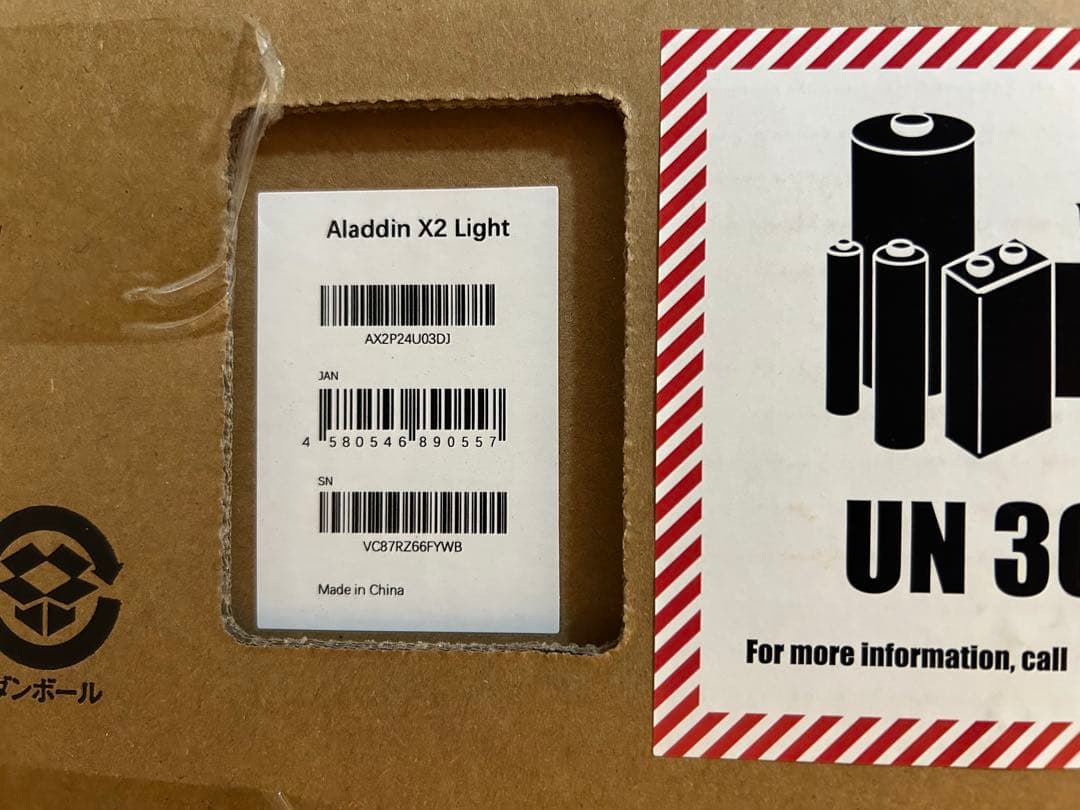 Aladdin X2 Light
AX2P24U03DJ
JAN
4 580546 890557
SN
VC87RZ66FYWB
Made in China
ダンボール
UN 3
For more information, call